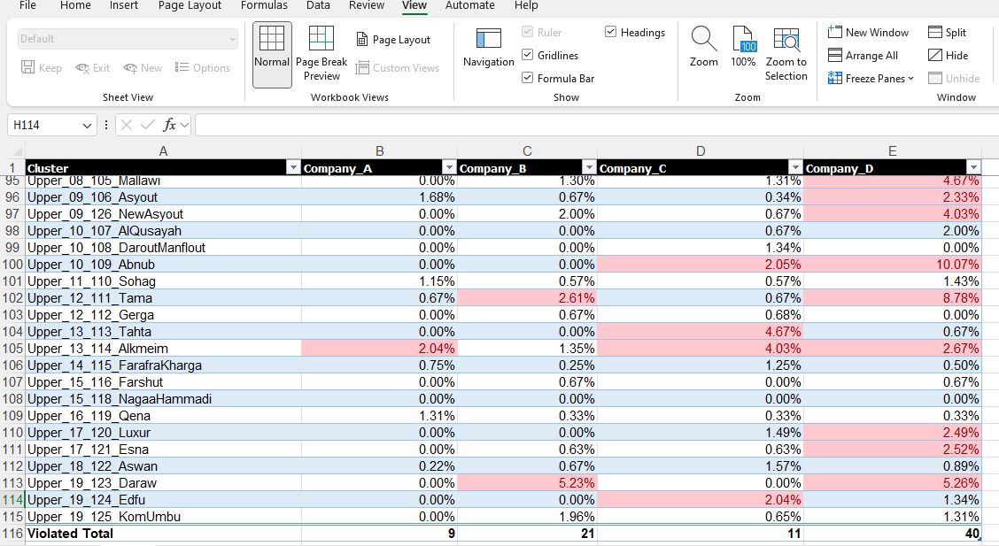 File Home Insert Page Layout Formulas Data Review View Automate Help
Default
Keep Exit New Options
Sheet View
Normal Page Break Preview Page Layout Custom Views
Workbook Views
Navigation Ruler Gridlines Formula Bar Headings
Show
Zoom 100 100% Zoom to Selection
Zoom
New Window Arrange All Freeze Panes Split Hide Unhide
Window
H114 fx
A B C D E
1 Cluster Company_A Company_B Company_C Company_D
95 Upper_08_105_Mallawi 0.00% 1.30% 1.31% 4.67%
96 Upper_09_106_Asyout 1.68% 0.67% 0.34% 2.33%
97 Upper_09_126_NewAsyout 0.00% 2.00% 0.67% 4.03%
98 Upper_10_107_AlQusayah 0.00% 0.00% 0.67% 2.00%
99 Upper_10_108_DaroutManflout 0.00% 0.00% 1.34% 0.00%
100 Upper_10_109_Abnub 0.00% 0.00% 2.05% 10.07%
101 Upper_11_110_Sohag 1.15% 0.57% 0.57% 1.43%
102 Upper_12_111_Tama 0.67% 2.61% 0.67% 8.78%
103 Upper_12_112_Gerga 0.00% 0.67% 0.68% 0.00%
104 Upper_13_113_Tahta 0.00% 0.00% 4.67% 0.67%
105 Upper_13_114_Alkmeim 2.04% 1.35% 4.03% 2.67%
106 Upper_14_115_FarafraKharga 0.75% 0.25% 1.25% 0.50%
107 Upper_15_116_Farshut 0.00% 0.67% 0.00% 0.67%
108 Upper_15_118_NagaaHammadi 0.00% 0.00% 0.00% 0.00%
109 Upper_16_119_Qena 1.31% 0.33% 0.33% 0.33%
110 Upper_17_120_Luxur 0.00% 0.00% 1.49% 2.49%
111 Upper_17_121_Esna 0.00% 0.63% 0.63% 2.52%
112 Upper_18_122_Aswan 0.22% 0.67% 1.57% 0.89%
113 Upper_19_123_Daraw 0.00% 5.23% 0.00% 5.26%
114 Upper_19_124_Edfu 0.00% 0.00% 2.04% 1.34%
115 Upper_19_125_KomUmbu 0.00% 1.96% 0.65% 1.31%
116 Violated Total 9 21 11 40